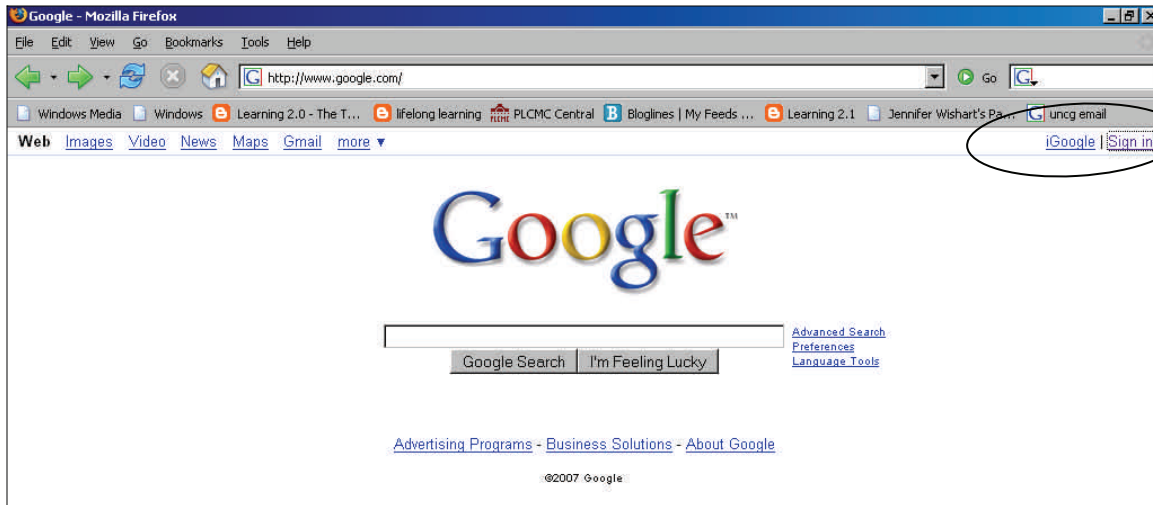 Google - Mozilla Firefox
File Edit View Go Bookmarks Tools Help
G http://www.google.com/ Go G
Windows Media Windows Learning 2.0 - The T... lifelong learning PLCMC Central B Bloglines | My Feeds ... Learning 2.1 Jennifer Wishart's Pa... G uncg email
Web Images Video News Maps Gmail more ▼ iGoogle | Sign in
Google™
Advanced Search
Preferences
Language Tools
Google Search I'm Feeling Lucky
Advertising Programs - Business Solutions - About Google
©2007 Google